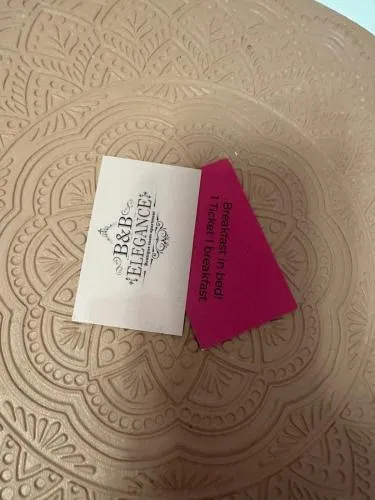 B&B
ELEGANCE
Breakfast in bed!
1 Ticket 1 breakfast